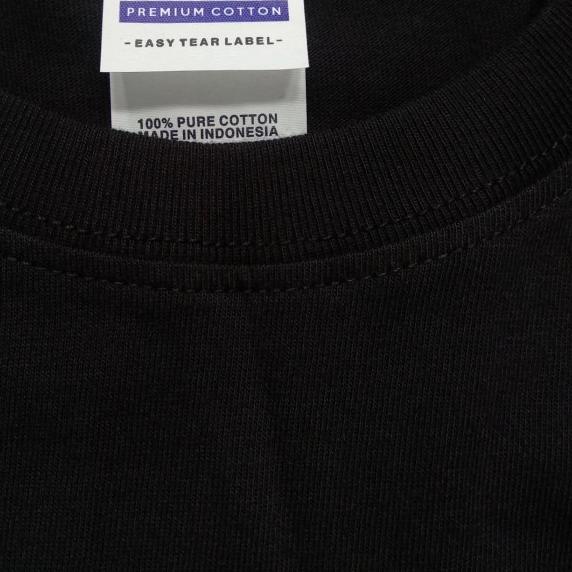 PREMIUM COTTON
-EASY TEAR LABEL-
100% PURE COTTON
MADE IN INDONESIA